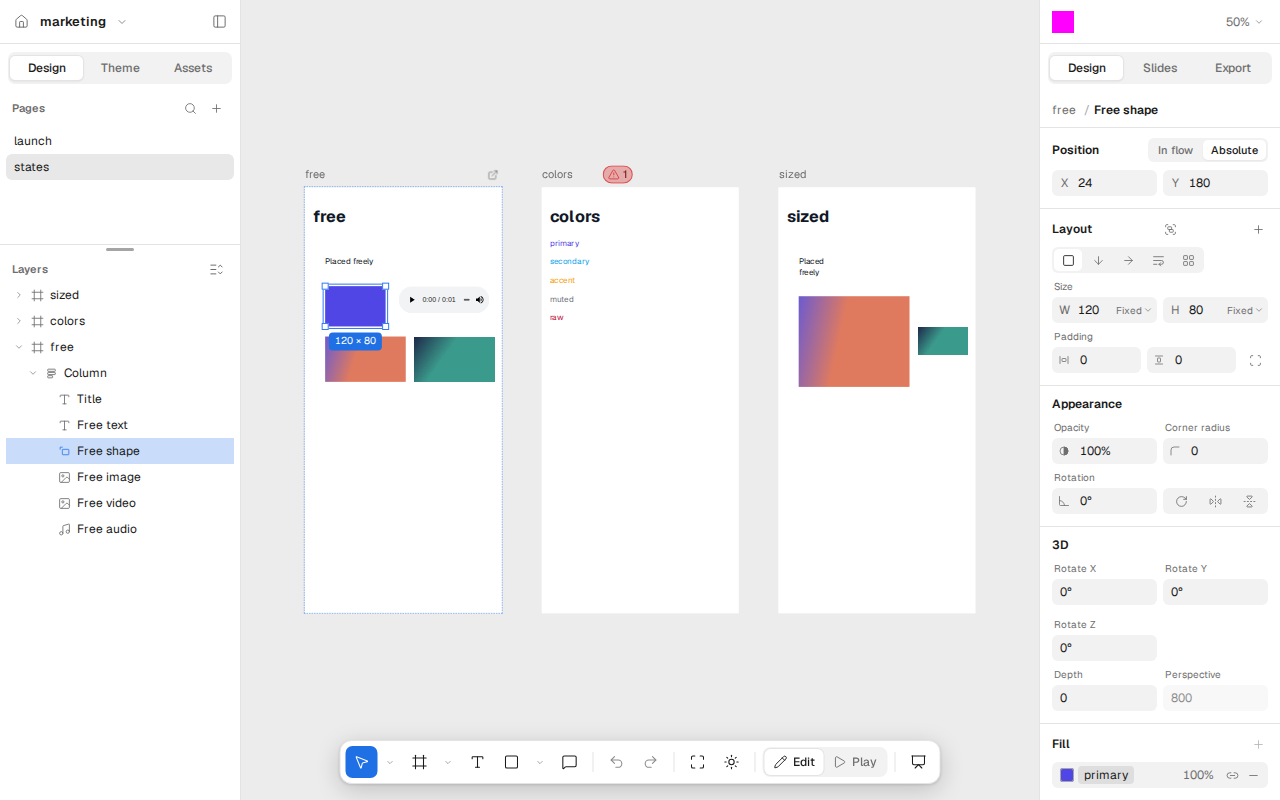 marketing
50%
Design Theme Assets
Design Slides Export
Pages
launch
states
free / Free shape
Position In flow Absolute
X 24 Y 180
Layout
Size
W 120 Fixed H 80 Fixed
Padding
0 0
Appearance
Opacity Corner radius
100% 0
Rotation
0°
3D
Rotate X Rotate Y
0° 0°
Rotate Z
0°
Depth Perspective
0 800
Fill
primary 100%
Layers
sized
colors
free
Column
Title
Free text
Free shape
Free image
Free video
Free audio
free
free
Placed freely
0:00 / 0:01
120 × 80
colors 1
colors
primary
secondary
accent
muted
raw
sized
sized
Placed
freely
Edit Play